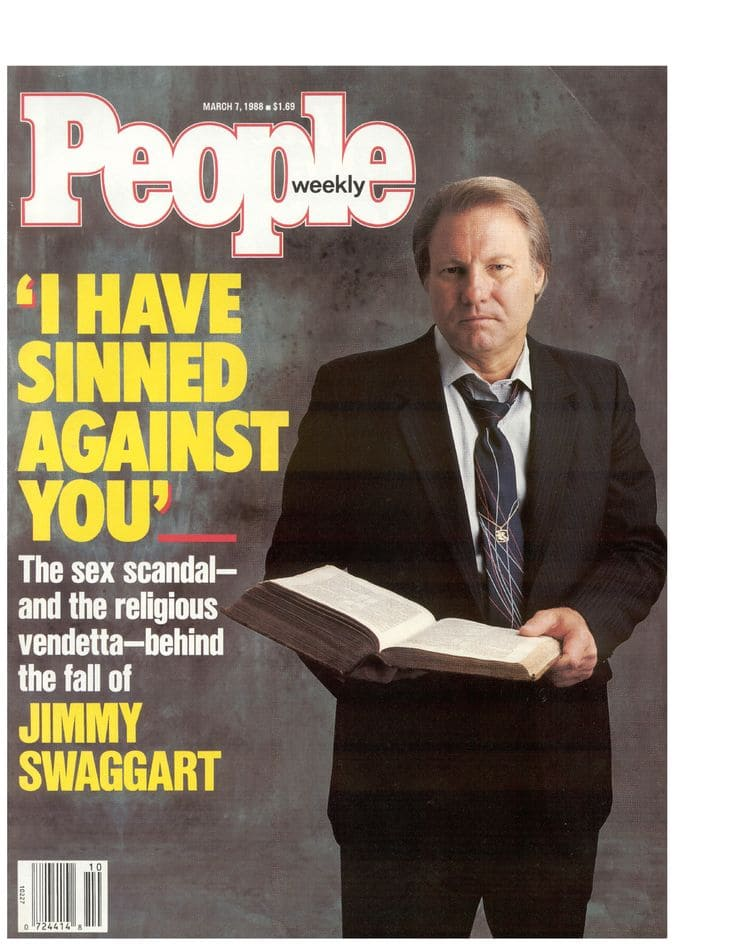 MARCH 7, 1988 ■ $1.69
People
weekly
‘I HAVE
SINNED
AGAINST
YOU’
The sex scandal—
and the religious
vendetta—behind
the fall of
JIMMY
SWAGGART
10
10227
0 724414 8